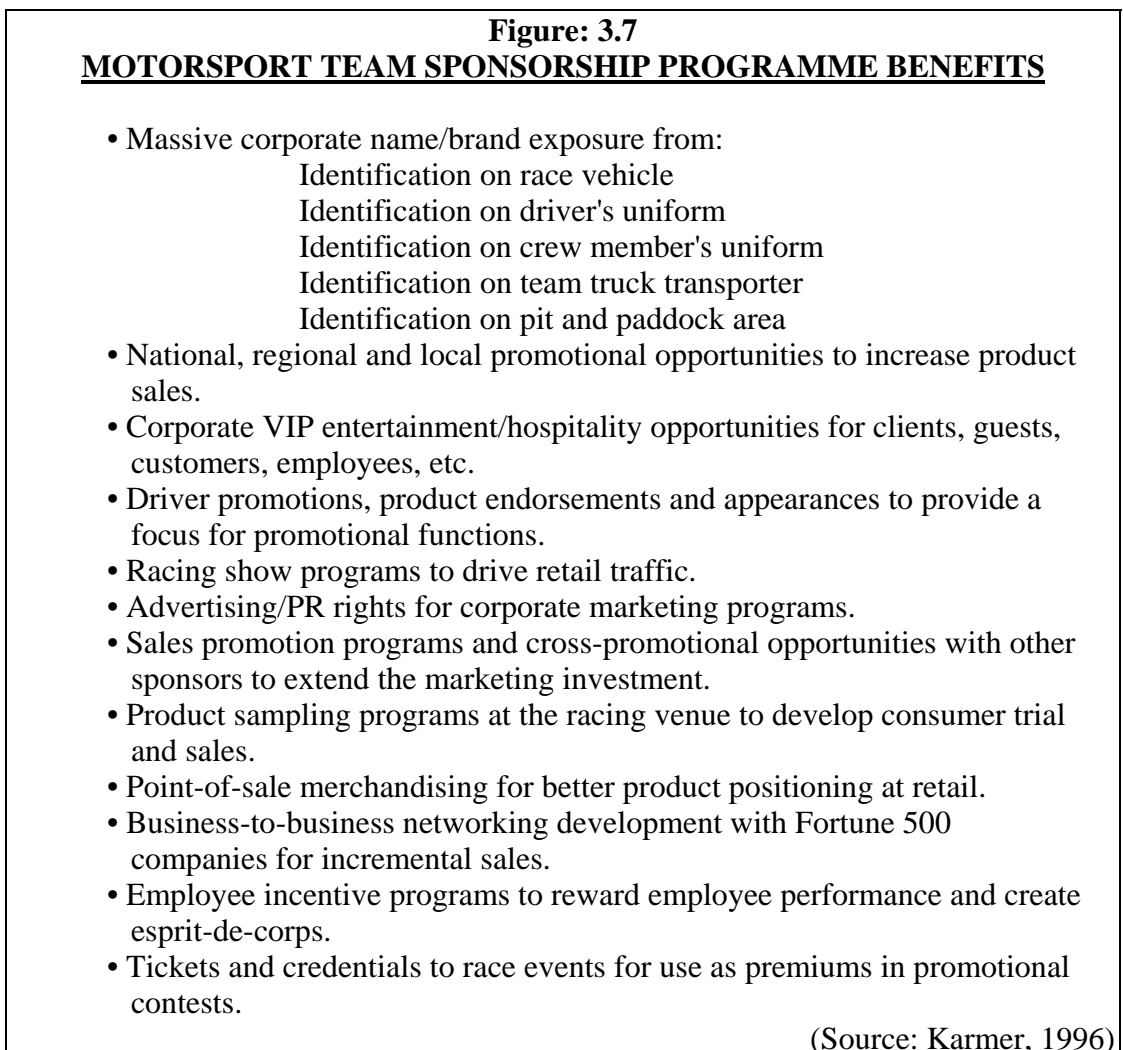 Figure: 3.7
MOTORSPORT TEAM SPONSORSHIP PROGRAMME BENEFITS
• Massive corporate name/brand exposure from:
Identification on race vehicle
Identification on driver's uniform
Identification on crew member's uniform
Identification on team truck transporter
Identification on pit and paddock area
• National, regional and local promotional opportunities to increase product
sales.
• Corporate VIP entertainment/hospitality opportunities for clients, guests,
customers, employees, etc.
• Driver promotions, product endorsements and appearances to provide a
focus for promotional functions.
• Racing show programs to drive retail traffic.
• Advertising/PR rights for corporate marketing programs.
• Sales promotion programs and cross-promotional opportunities with other
sponsors to extend the marketing investment.
• Product sampling programs at the racing venue to develop consumer trial
and sales.
• Point-of-sale merchandising for better product positioning at retail.
• Business-to-business networking development with Fortune 500
companies for incremental sales.
• Employee incentive programs to reward employee performance and create
esprit-de-corps.
• Tickets and credentials to race events for use as premiums in promotional
contests.
(Source: Karmer, 1996)